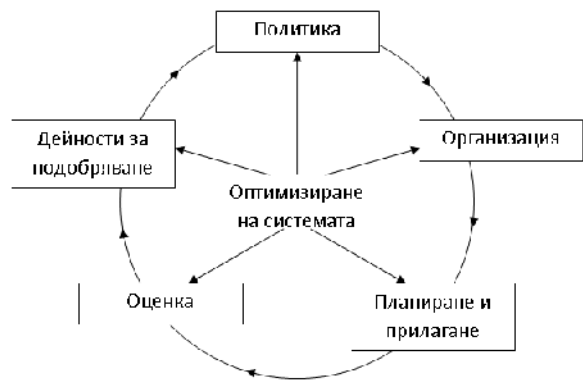 Политика
Дейности за
подобряване
Организация
Оптимизиране
на системата
Оценка
Планиране и
прилагане